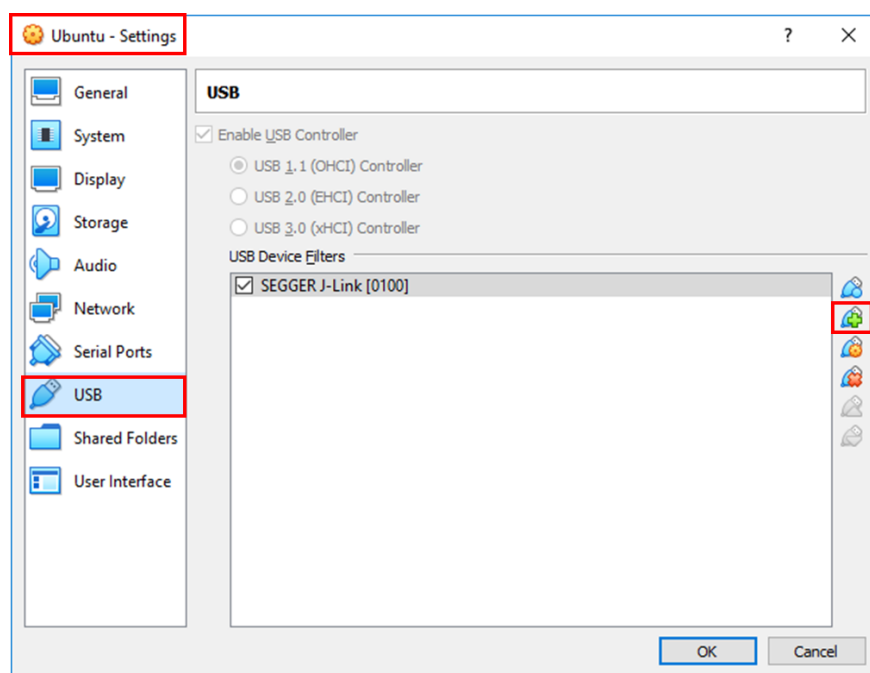 Ubuntu - Settings
?
General
System
Display
Storage
Audio
Network
Serial Ports
USB
Shared Folders
User Interface
USB
Enable USB Controller
USB 1.1 (OHCI) Controller
USB 2.0 (EHCI) Controller
USB 3.0 (xHCI) Controller
USB Device Filters
SEGGER J-Link [0100]
OK
Cancel